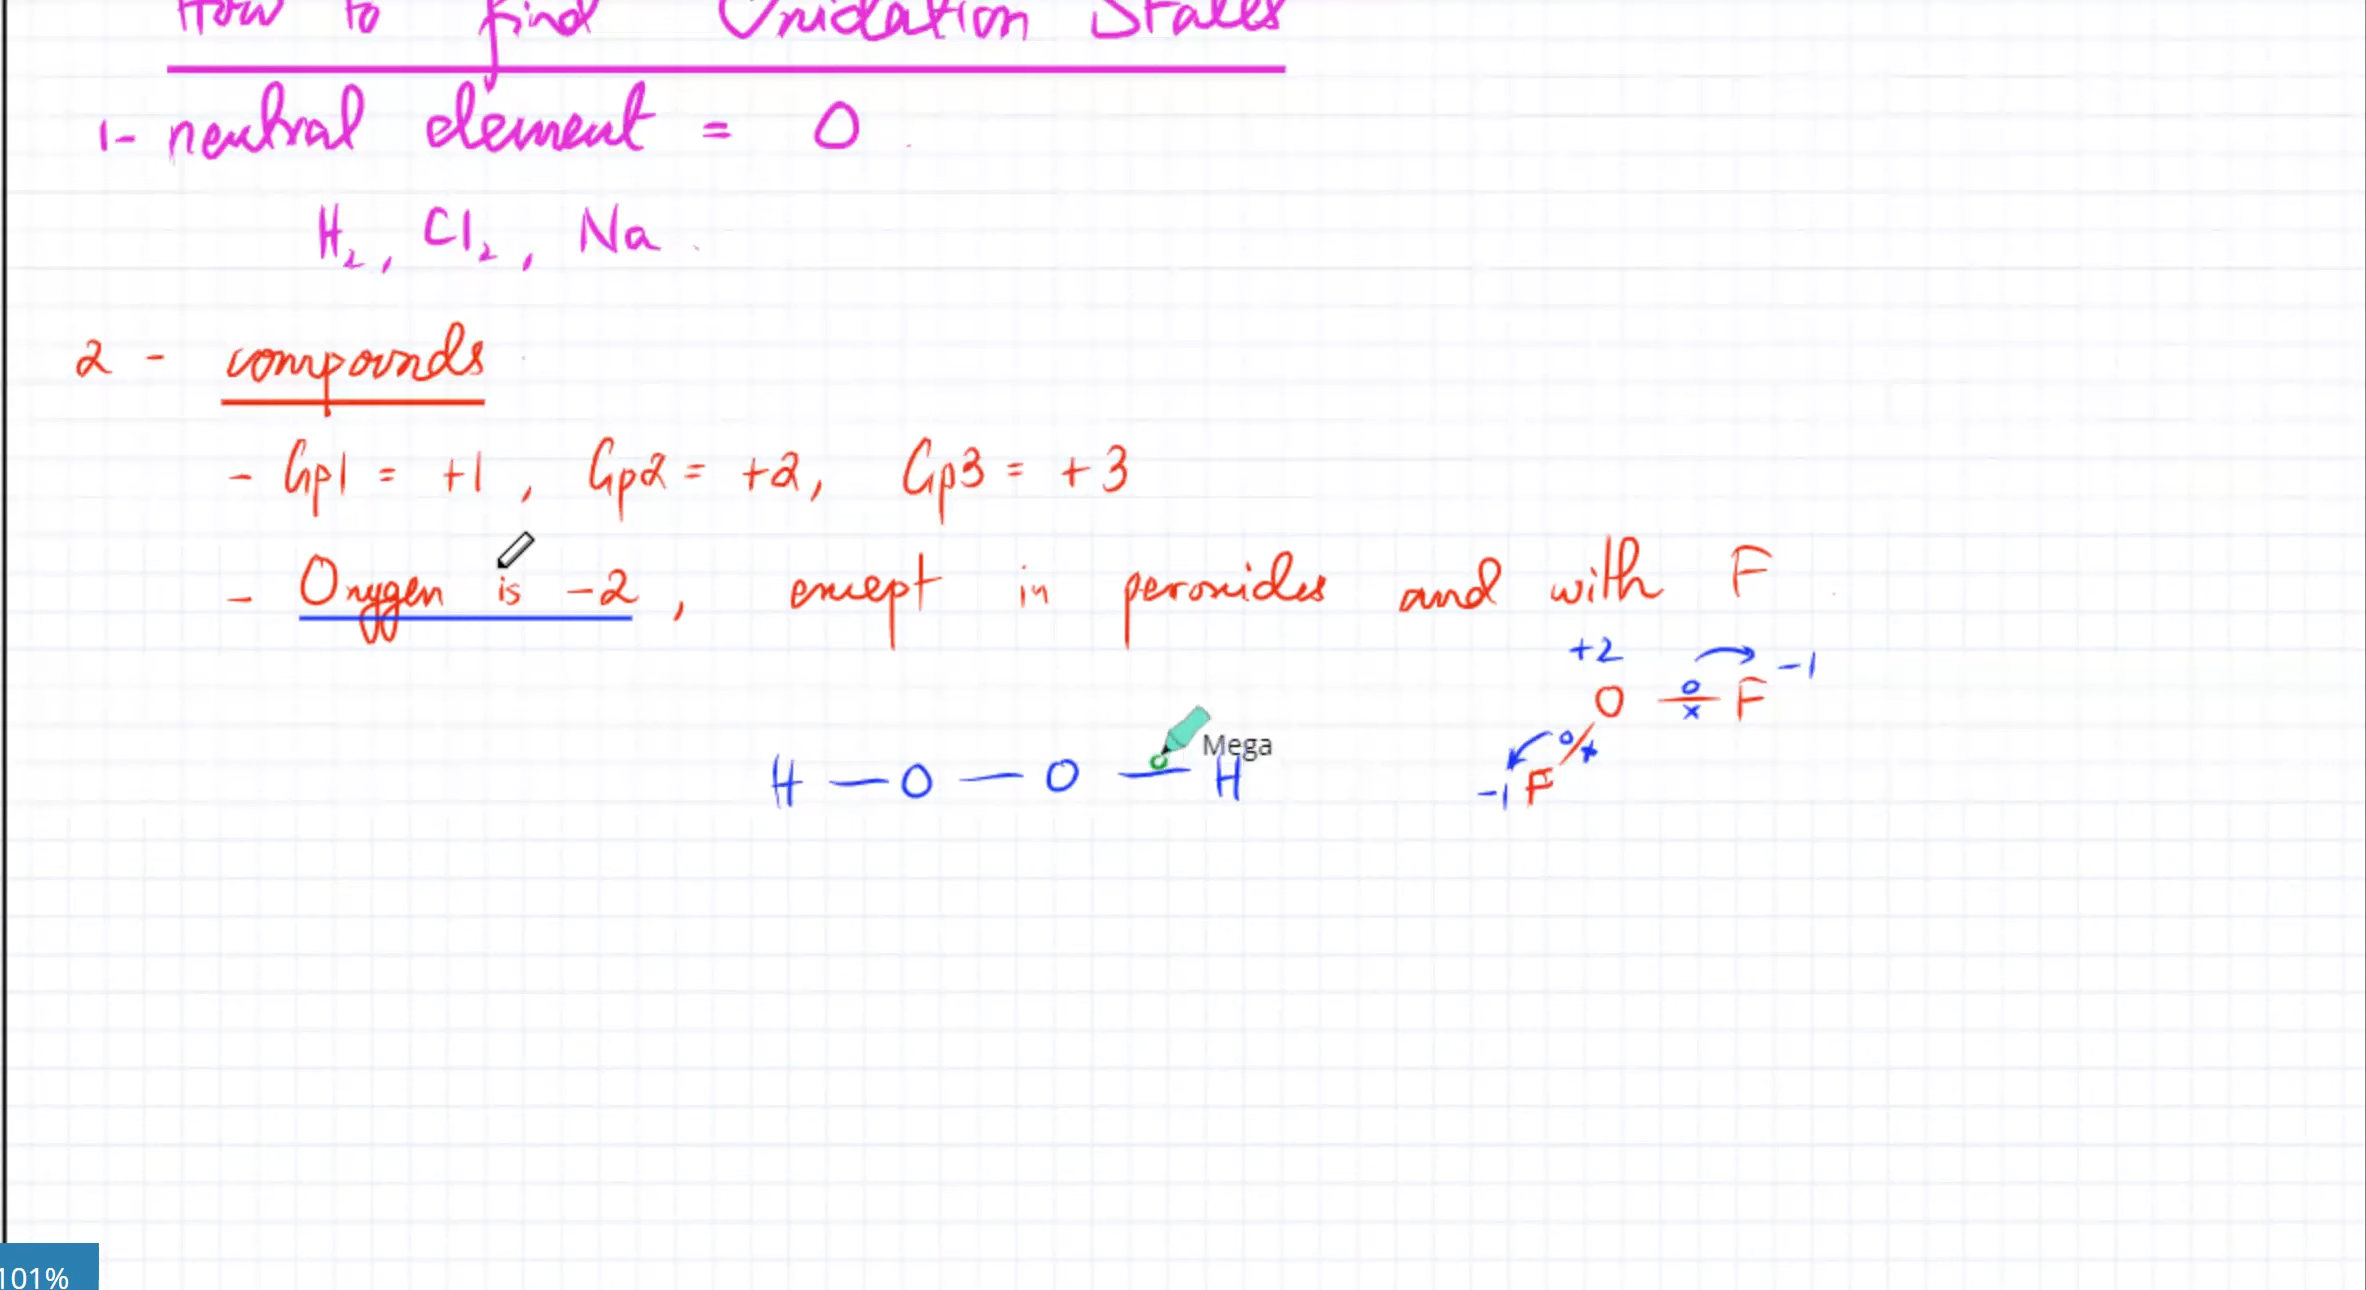 How to find Oxidation States
1- neutral element = 0
H₂, Cl₂, Na
2 - compounds
- Gp1 = +1, Gp2 = +2, Gp3 = +3
- Oxygen is -2, except in peroxides and with F
+2 -1
O o x F
Mega
H — O — O — o H
o x
-1 F
101%